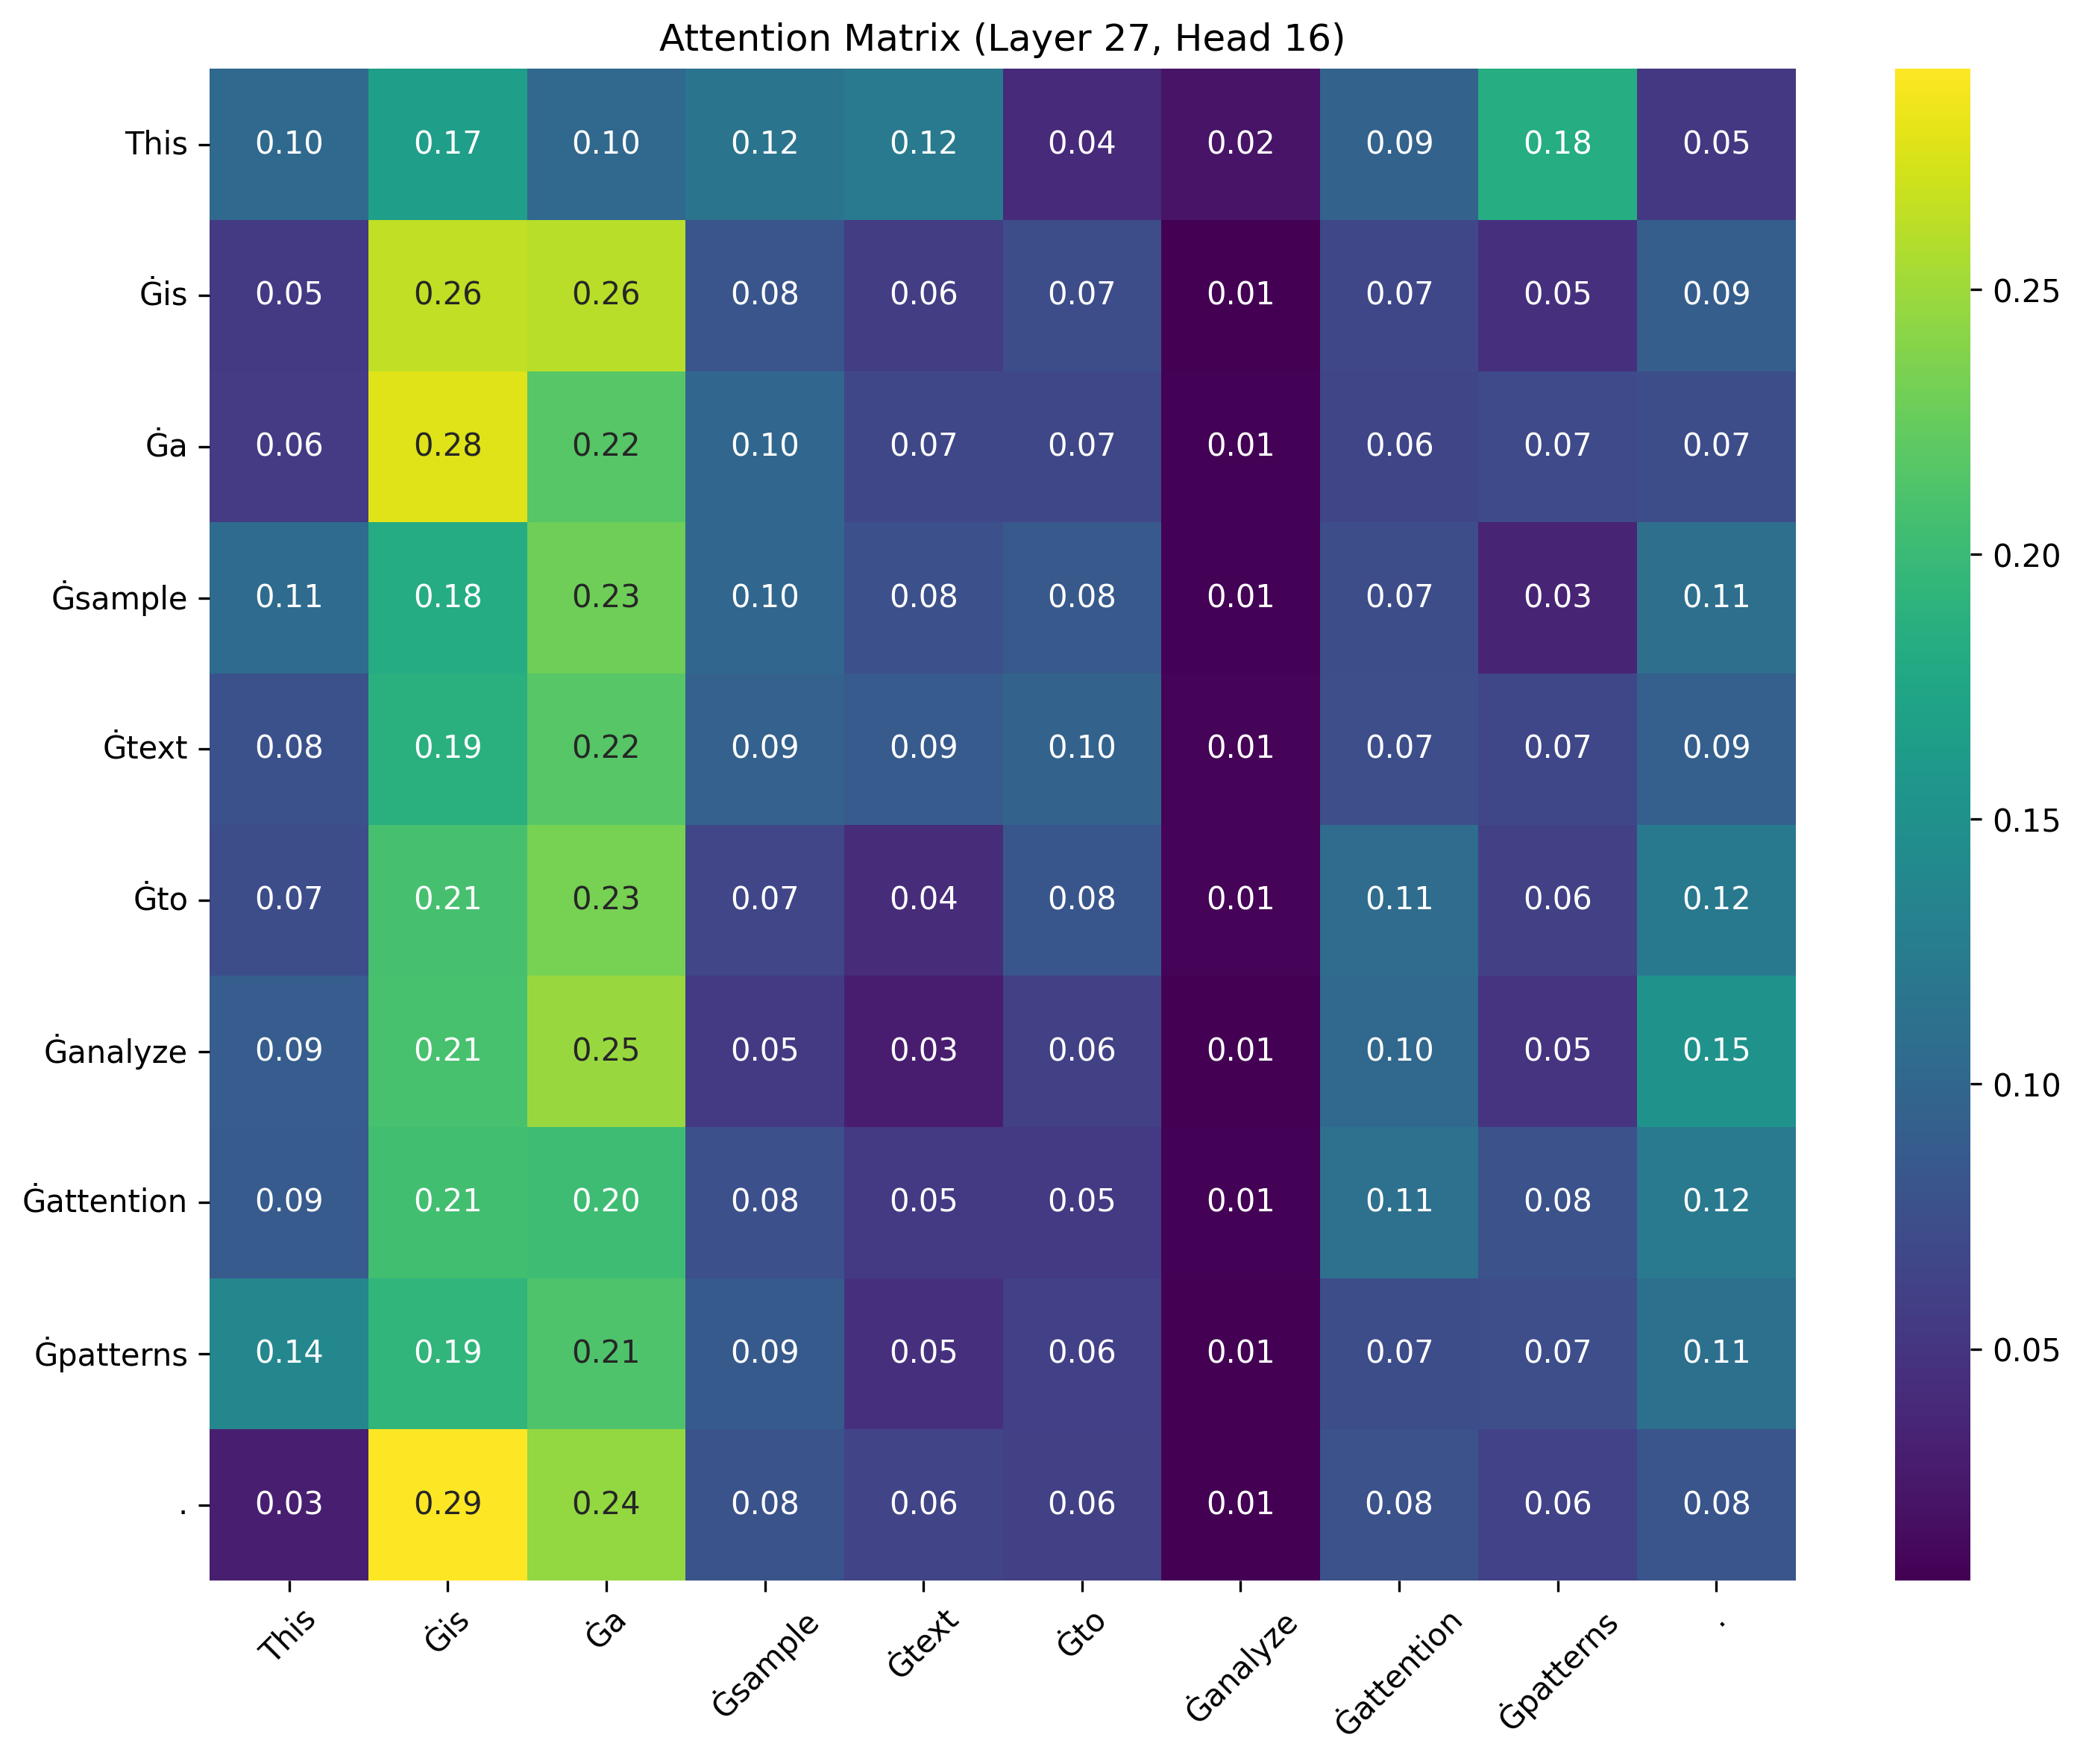 Attention Matrix (Layer 27, Head 16)
This 0.10 0.17 0.10 0.12 0.12 0.04 0.02 0.09 0.18 0.05
Ġis 0.05 0.26 0.26 0.08 0.06 0.07 0.01 0.07 0.05 0.09
Ġa 0.06 0.28 0.22 0.10 0.07 0.07 0.01 0.06 0.07 0.07
Ġsample 0.11 0.18 0.23 0.10 0.08 0.08 0.01 0.07 0.03 0.11
Ġtext 0.08 0.19 0.22 0.09 0.09 0.10 0.01 0.07 0.07 0.09
Ġto 0.07 0.21 0.23 0.07 0.04 0.08 0.01 0.11 0.06 0.12
Ġanalyze 0.09 0.21 0.25 0.05 0.03 0.06 0.01 0.10 0.05 0.15
Ġattention 0.09 0.21 0.20 0.08 0.05 0.05 0.01 0.11 0.08 0.12
Ġpatterns 0.14 0.19 0.21 0.09 0.05 0.06 0.01 0.07 0.07 0.11
. 0.03 0.29 0.24 0.08 0.06 0.06 0.01 0.08 0.06 0.08
This Ġis Ġa Ġsample Ġtext Ġto Ġanalyze Ġattention Ġpatterns .
0.25
0.20
0.15
0.10
0.05